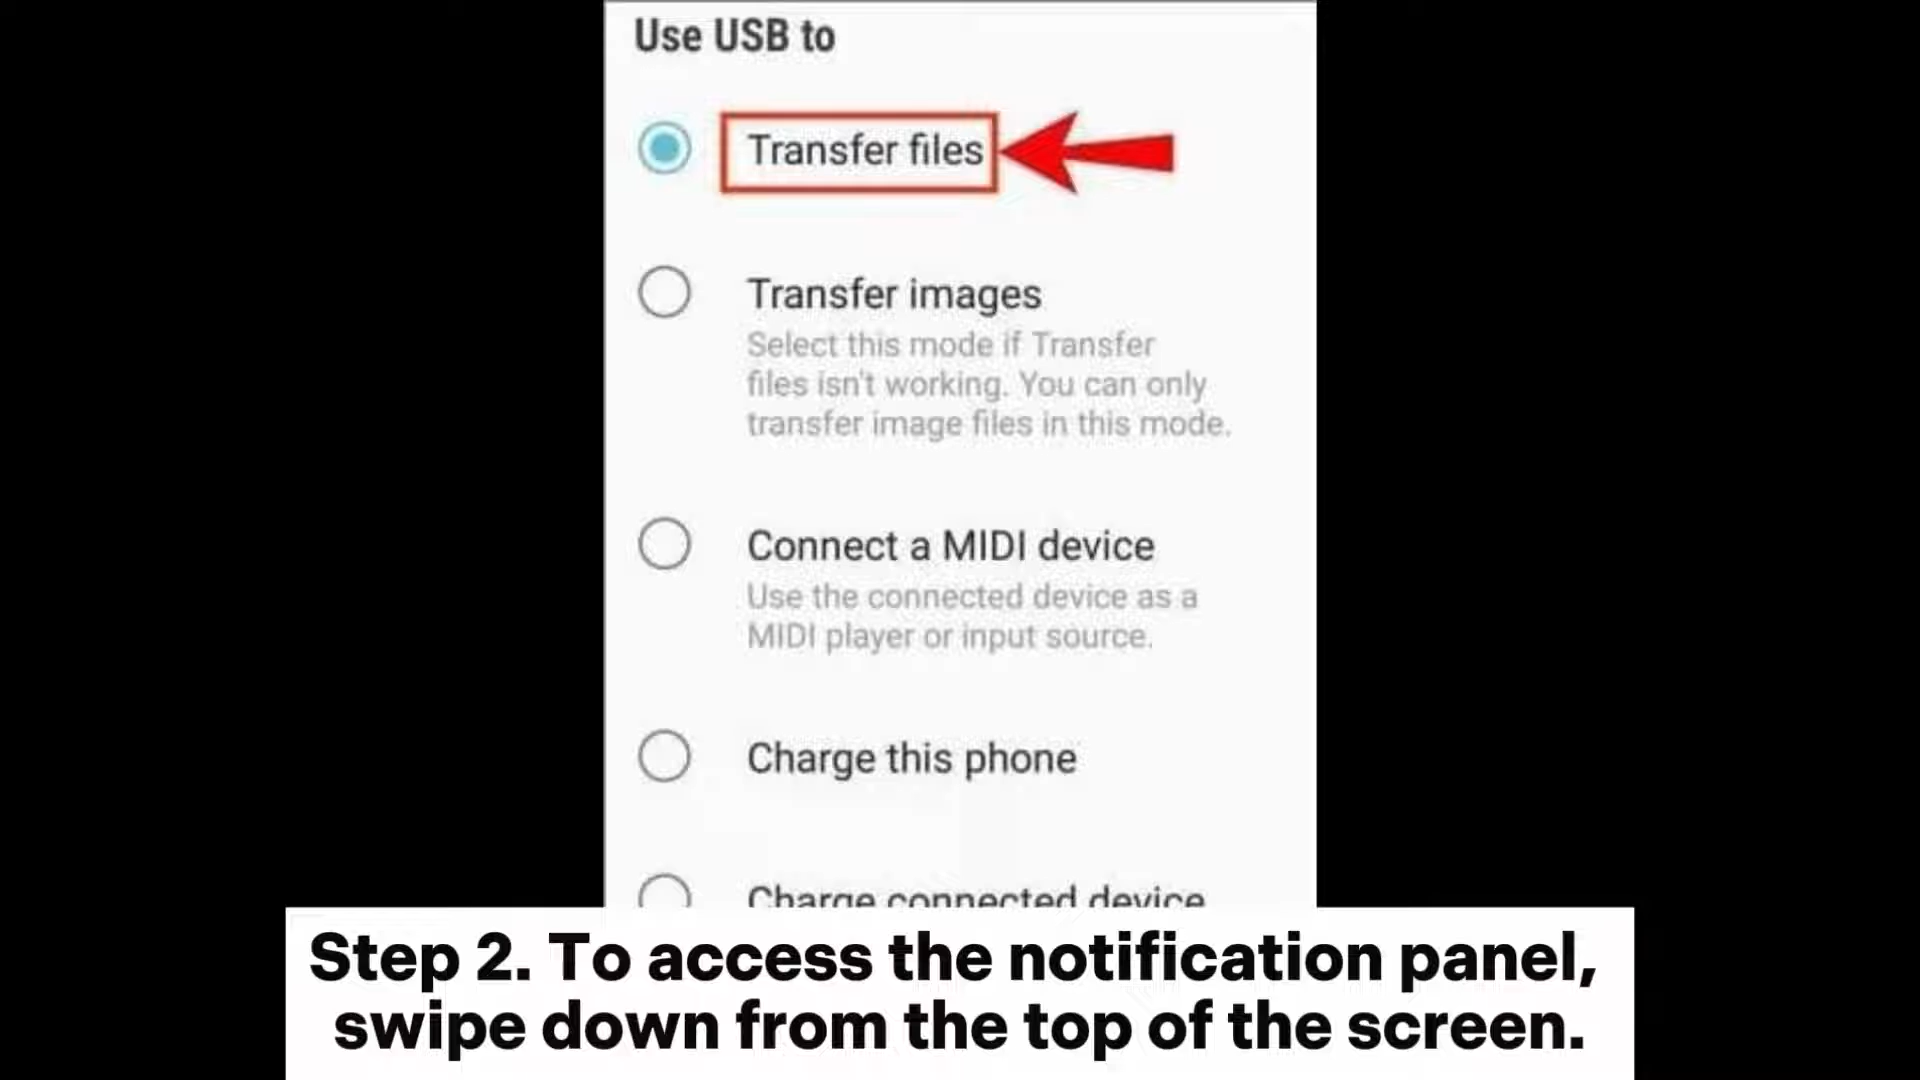 Use USB to
Transfer files
Transfer images
Select this mode if Transfer
files isn't working. You can only
transfer image files in this mode.
Connect a MIDI device
Use the connected device as a
MIDI player or input source.
Charge this phone
Charge connected device
Step 2. To access the notification panel,
swipe down from the top of the screen.